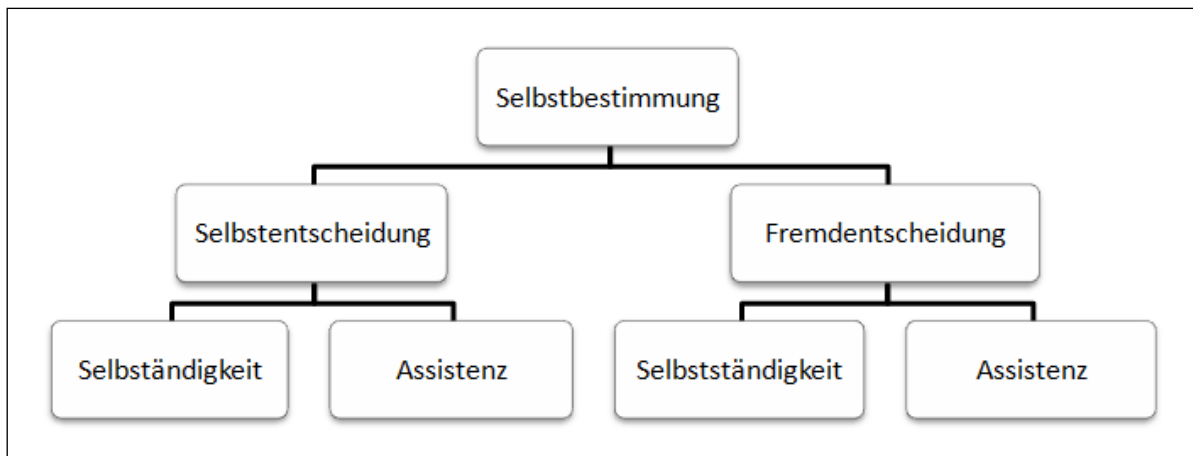 Selbstbestimmung
Selbstentscheidung
Fremdentscheidung
Selbständigkeit
Assistenz
Selbstständigkeit
Assistenz